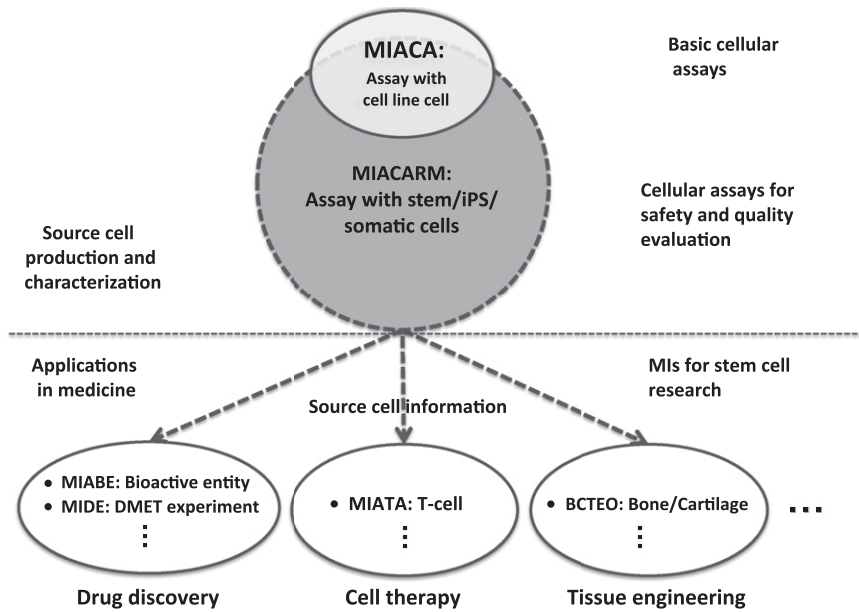 MIACA:
Assay with
cell line cell
Basic cellular
assays
MIACARM:
Assay with stem/iPS/
somatic cells
Cellular assays for
safety and quality
evaluation
Source cell
production and
characterization
Applications
in medicine
MIs for stem cell
research
Source cell information
• MIABE: Bioactive entity
• MIDE: DMET experiment
⋮
• MIATA: T-cell
⋮
• BCTEO: Bone/Cartilage
⋮
...
Drug discovery
Cell therapy
Tissue engineering